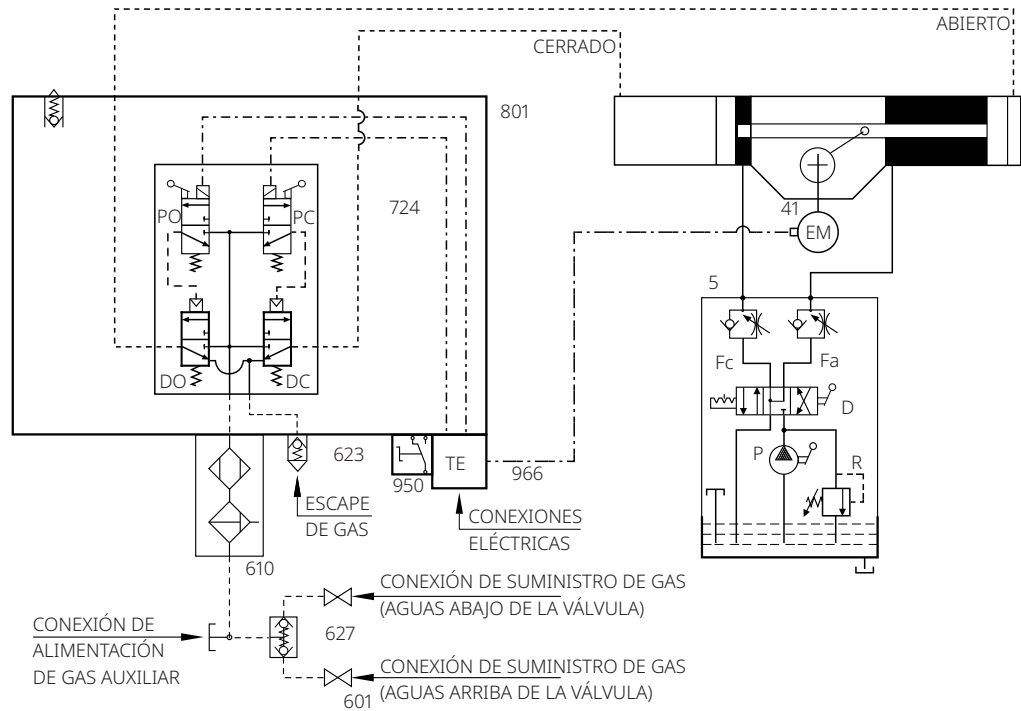 ABIERTO
CERRADO
801
724
PO
PC
DO
DC
41
EM
5
Fc
Fa
D
P
R
623
950
TE
966
ESCAPE
DE GAS
CONEXIONES
ELÉCTRICAS
610
CONEXIÓN DE SUMINISTRO DE GAS
(AGUAS ABAJO DE LA VÁLVULA)
627
CONEXIÓN DE
ALIMENTACIÓN
DE GAS AUXILIAR
CONEXIÓN DE SUMINISTRO DE GAS
(AGUAS ARRIBA DE LA VÁLVULA)
601